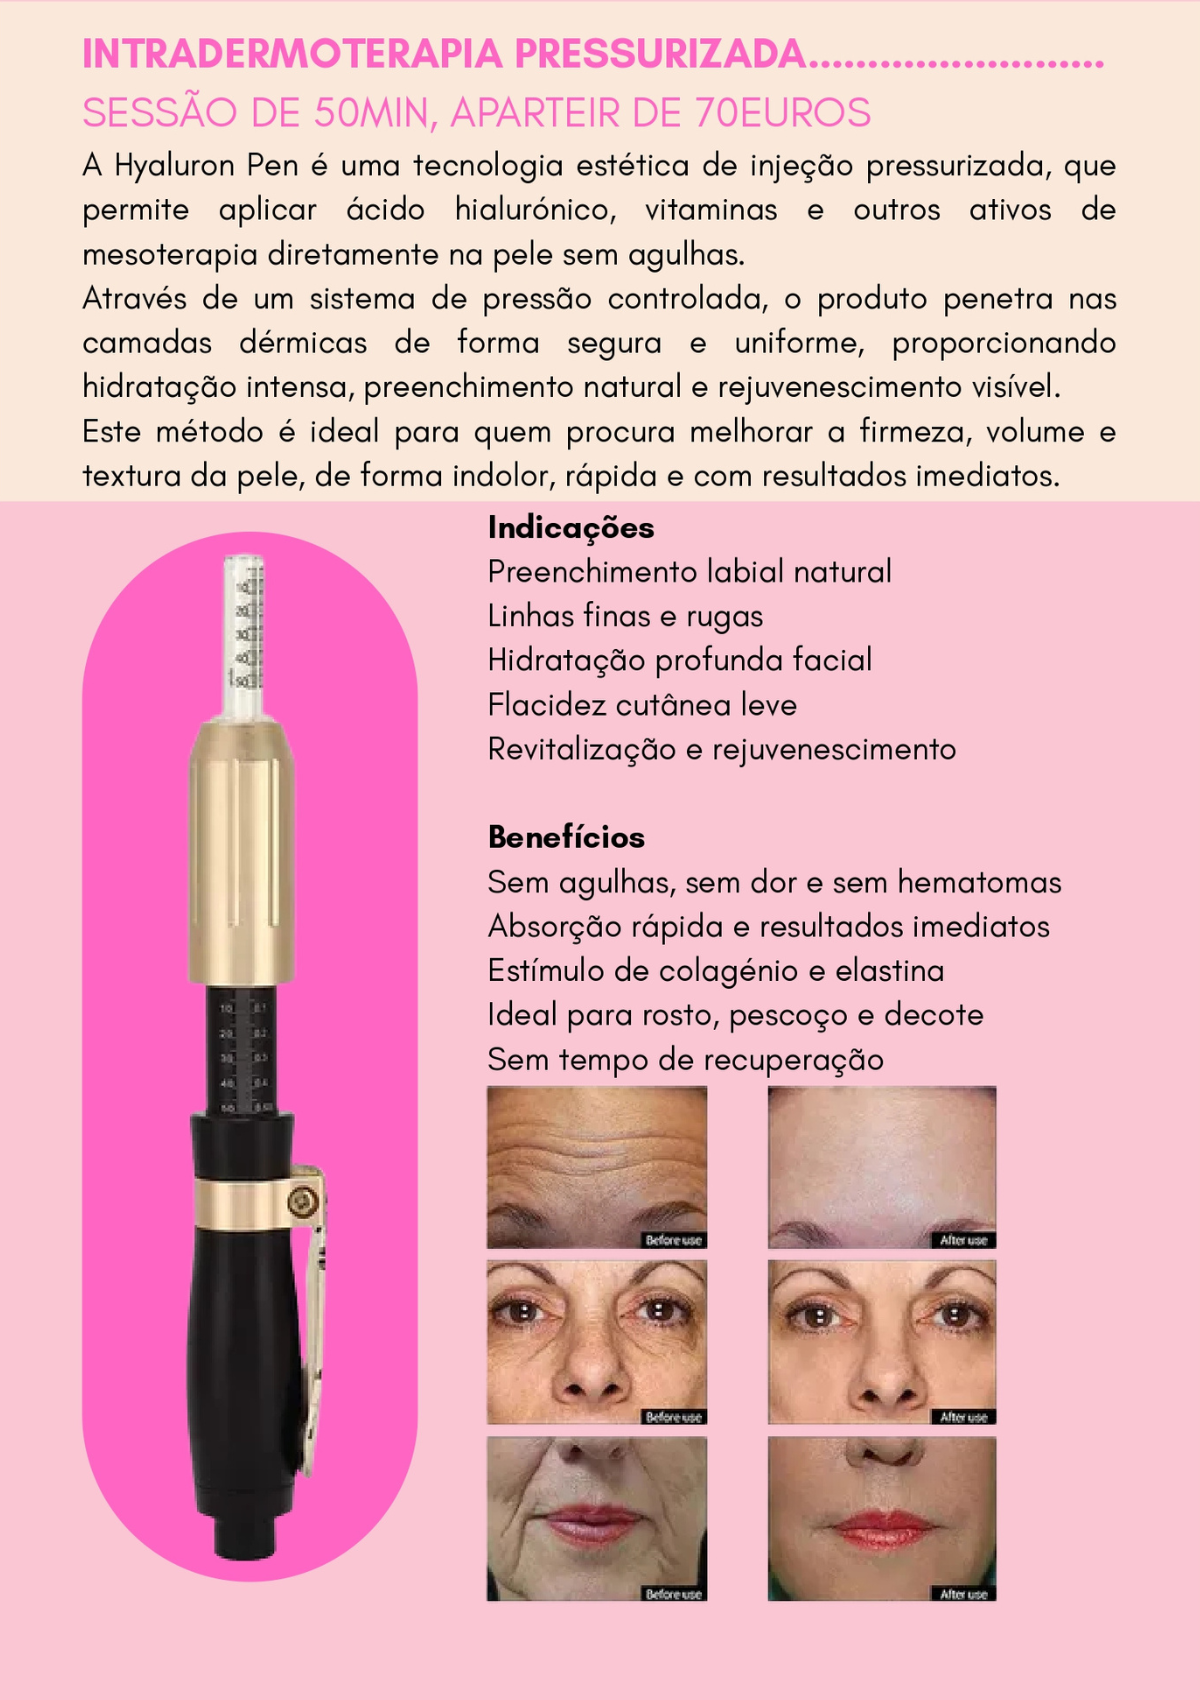 INTRADERMOTERAPIA PRESSURIZADA.........................
SESSÃO DE 50MIN, APARTEIR DE 70EUROS
A Hyaluron Pen é uma tecnologia estética de injeção pressurizada, que
permite aplicar ácido hialurónico, vitaminas e outros ativos de
mesoterapia diretamente na pele sem agulhas.
Através de um sistema de pressão controlada, o produto penetra nas
camadas dérmicas de forma segura e uniforme, proporcionando
hidratação intensa, preenchimento natural e rejuvenescimento visível.
Este método é ideal para quem procura melhorar a firmeza, volume e
textura da pele, de forma indolor, rápida e com resultados imediatos.
Indicações
Preenchimento labial natural
Linhas finas e rugas
Hidratação profunda facial
Flacidez cutânea leve
Revitalização e rejuvenescimento
Benefícios
Sem agulhas, sem dor e sem hematomas
Absorção rápida e resultados imediatos
Estímulo de colagénio e elastina
Ideal para rosto, pescoço e decote
Sem tempo de recuperação
Before use
After use
Before use
After use
Before use
After use